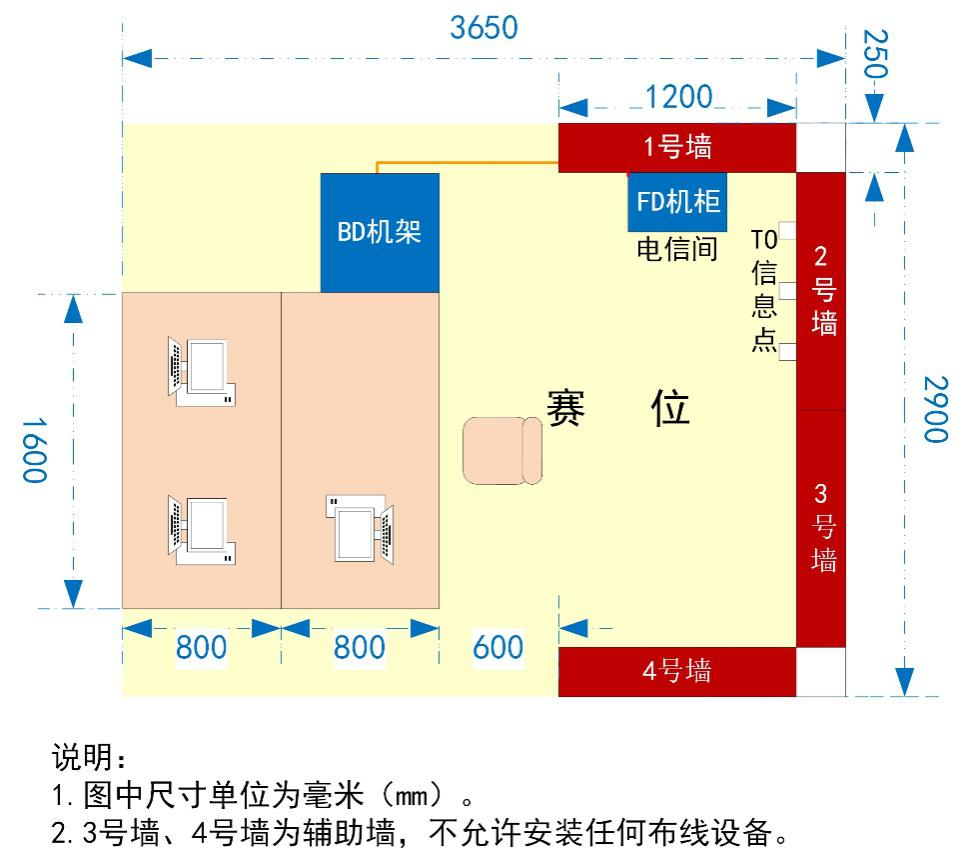 3650
250
1200
1号墙
BD机架
FD机柜
电信间
TO信息点
2号墙
赛 位
1600
2900
3号墙
800
800
600
4号墙
说明：
1.图中尺寸单位为毫米（mm）。
2.3号墙、4号墙为辅助墙，不允许安装任何布线设备。